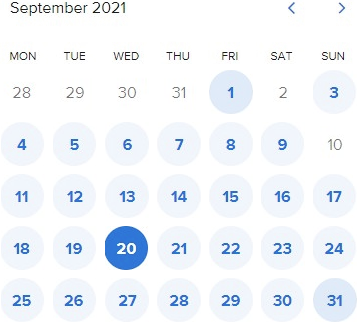 September 2021
MON TUE WED THU FRI SAT SUN
28 29 30 31 1 2 3
4 5 6 7 8 9 10
11 12 13 14 15 16 17
18 19 20 21 22 23 24
25 26 27 28 29 30 31